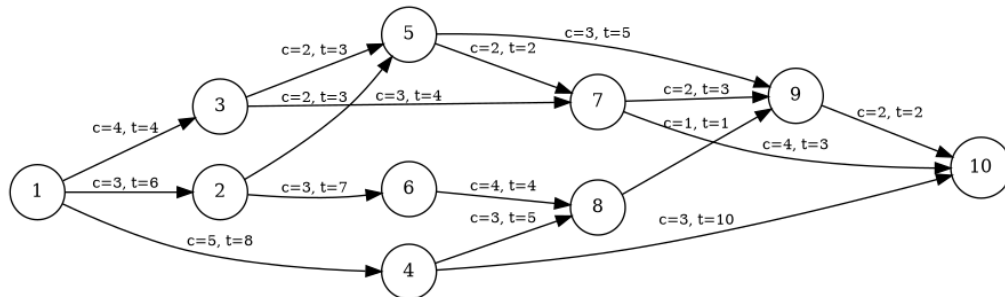 5
c=3, t=5
c=2, t=3
c=2, t=2
3
c=2, t=3
c=3, t=4
7
c=2, t=3
9
c=4, t=4
c=1, t=1
c=2, t=2
c=4, t=3
10
1
c=3, t=6
2
c=3, t=7
6
c=4, t=4
8
c=3, t=5
c=3, t=10
c=5, t=8
4